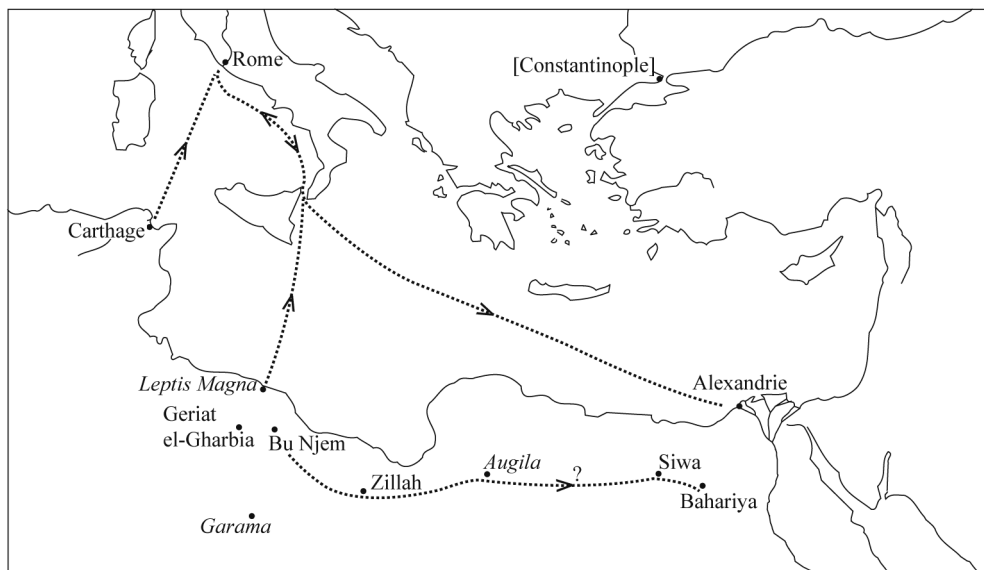 Rome
[Constantinople]
Carthage
Leptis Magna
Alexandrie
Geriat
el-Gharbia
Bu Njem
Augila
?
Siwa
Zillah
Bahariya
Garama